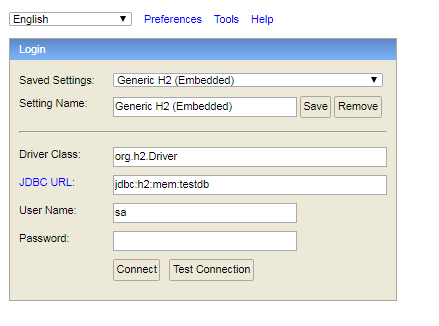 English Preferences Tools Help
Login
Saved Settings: Generic H2 (Embedded)
Setting Name: Generic H2 (Embedded) Save Remove
Driver Class: org.h2.Driver
JDBC URL: jdbc:h2:mem:testdb
User Name: sa
Password:
Connect Test Connection